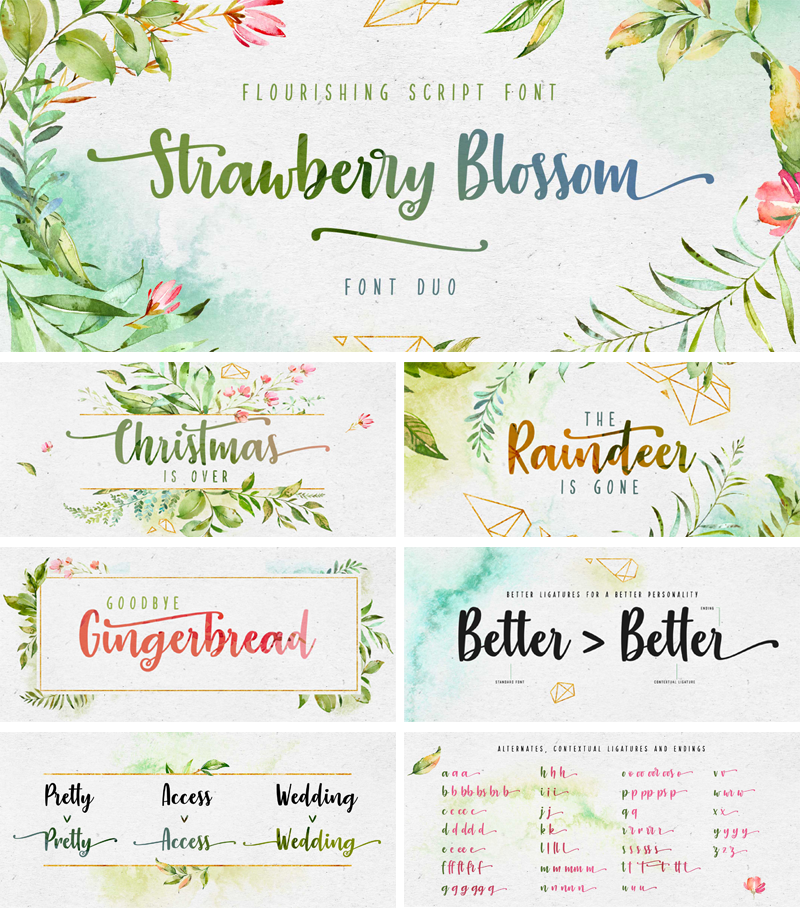 FLOURISHING SCRIPT FONT
Strawberry Blossom
FONT DUO
Christmas
IS OVER
THE
Raindeer
IS GONE
GOODBYE
Gingerbread
BETTER LIGATURES FOR A BETTER PERSONALITY
ENDING
Better > Better
STANDARD FONT
CONTEXTUAL LIGATURE
Pretty Access Wedding
Pretty Access Wedding
ALTERNATES, CONTEXTUAL LIGATURES AND ENDINGS
a a a
h h h
v v
i i i
w w w
c c c c
j j
q q
x x
d d d d
k k
r r r r r
y y y y
e e e e
s s s s s
z z z
m m m m m
n n n n n
u u u